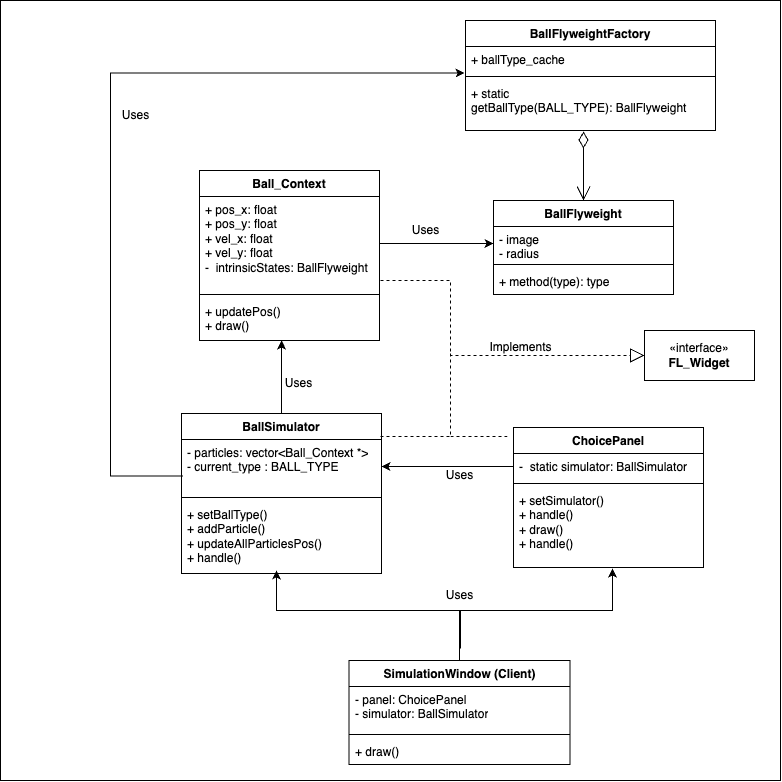 BallFlyweightFactory
+ ballType_cache
+ static
getBallType(BALL_TYPE): BallFlyweight
Uses
Ball_Context
+ pos_x: float
+ pos_y: float
+ vel_x: float
+ vel_y: float
- intrinsicStates: BallFlyweight
+ updatePos()
+ draw()
Uses
BallFlyweight
- image
- radius
+ method(type): type
Implements
«interface»
FL_Widget
Uses
BallSimulator
- particles: vector<Ball_Context *>
- current_type : BALL_TYPE
+ setBallType()
+ addParticle()
+ updateAllParticlesPos()
+ handle()
Uses
ChoicePanel
- static simulator: BallSimulator
+ setSimulator()
+ handle()
+ draw()
+ handle()
Uses
SimulationWindow (Client)
- panel: ChoicePanel
- simulator: BallSimulator
+ draw()